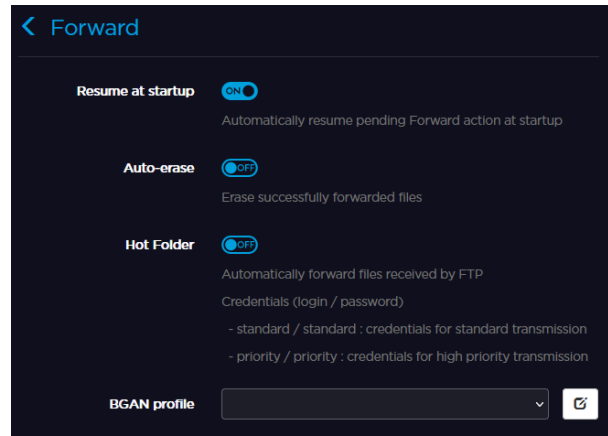 Forward
Resume at startup ON
Automatically resume pending Forward action at startup
Auto-erase OFF
Erase successfully forwarded files
Hot Folder OFF
Automatically forward files received by FTP
Credentials (login / password)
- standard / standard : credentials for standard transmission
- priority / priority : credentials for high priority transmission
BGAN profile